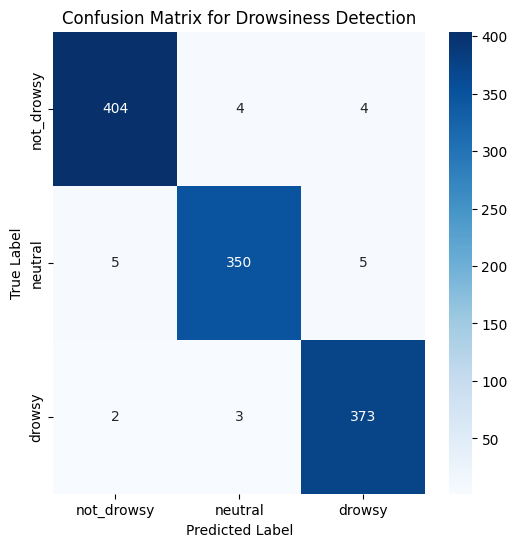 Confusion Matrix for Drowsiness Detection
not_drowsy
404
4
4
neutral
5
350
5
drowsy
2
3
373
True Label
not_drowsy
neutral
drowsy
Predicted Label
400
350
300
250
200
150
100
50